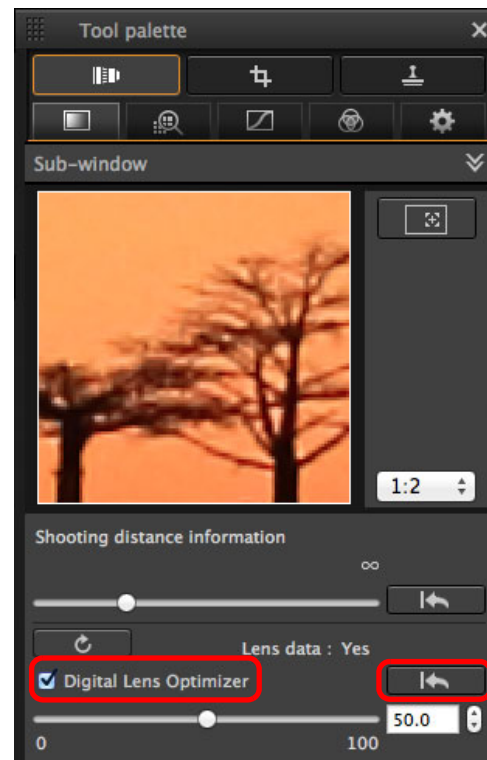 Tool palette
Sub-window
1:2
Shooting distance information
∞
Lens data : Yes
Digital Lens Optimizer
50.0
0 100